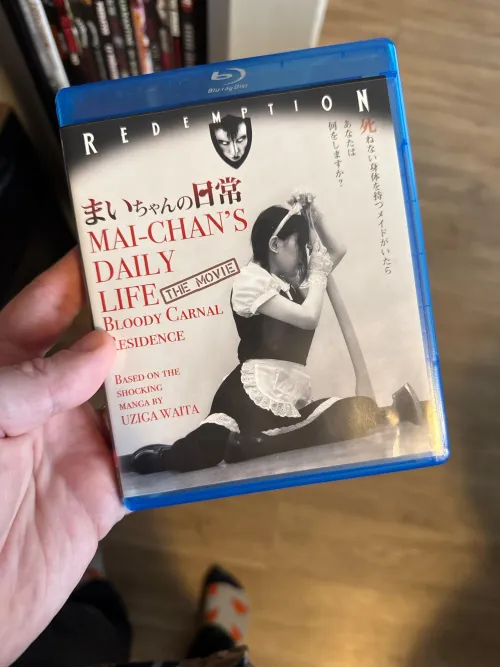 Blu-ray Disc
REDEMPTION
死ねない身体を持つメイドがいたら
あなたは
何をしますか?
まいちゃんの日常
MAI-CHAN'S
DAILY
LIFE THE MOVIE
BLOODY CARNAL
RESIDENCE
BASED ON THE
SHOCKING
MANGA BY
UZIGA WAITA